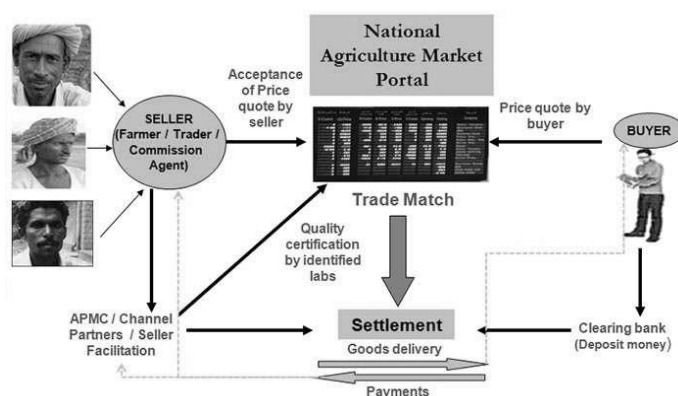 National
Agriculture Market
Portal
Acceptance
of Price
quote by
seller
SELLER
(Farmer / Trader /
Commission
Agent)
Price quote by
buyer
BUYER
Trade Match
Quality
certification
by identified
labs
APMC / Channel
Partners / Seller
Facilitation
Settlement
Goods delivery
Payments
Clearing bank
(Deposit money)